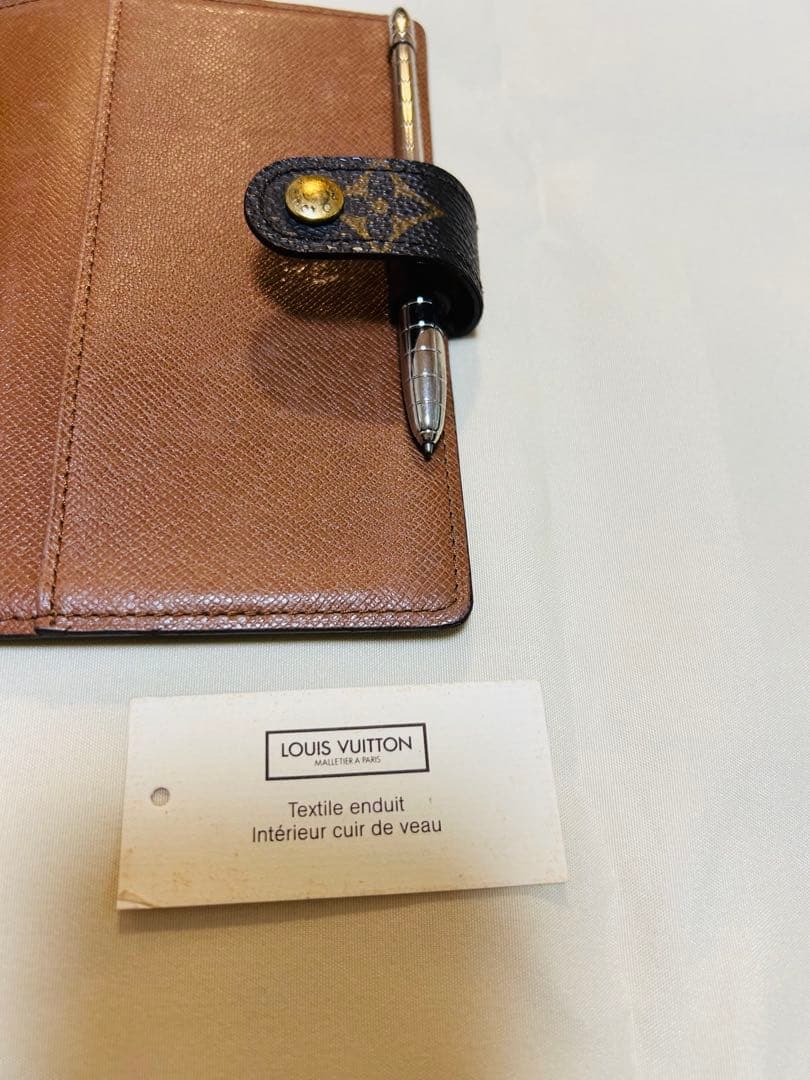 LOUIS VUITTON
MALLETIER A PARIS
Textile enduit
Intérieur cuir de veau